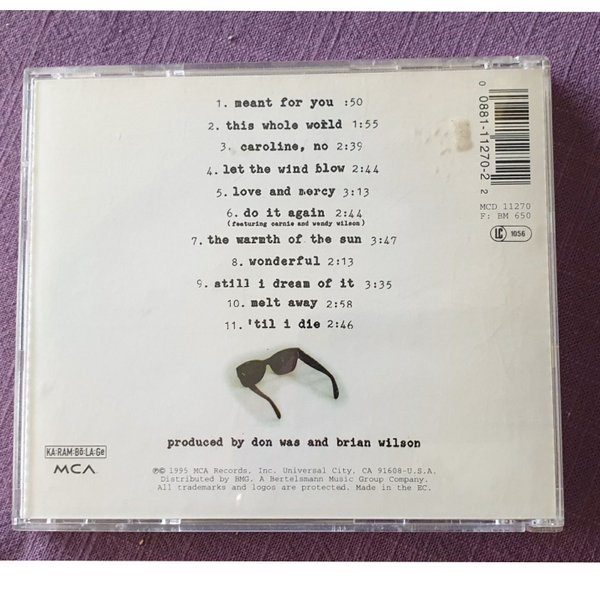 1. meant for you :50
2. this whole world 1:55
3. caroline, no 2:39
4. let the wind blow 2:44
5. love and mercy 3:13
6. do it again 2:44
(featuring carnie and wendy wilson)
7. the warmth of the sun 3:47
8. wonderful 2:13
9. still i dream of it 3:35
10. melt away 2:58
11. 'til i die 2:46
produced by don was and brian wilson
KA·RAM·BÔ·LA·Ge
MCA
℗© 1995 MCA Records, Inc. Universal City, CA 91608-U.S.A.
Distributed by BMG. A Bertelsmann Music Group Company.
All trademarks and logos are protected. Made in the EC.
0 0881-11270-2 2
MCD 11270
F: BM 650
LC 1056